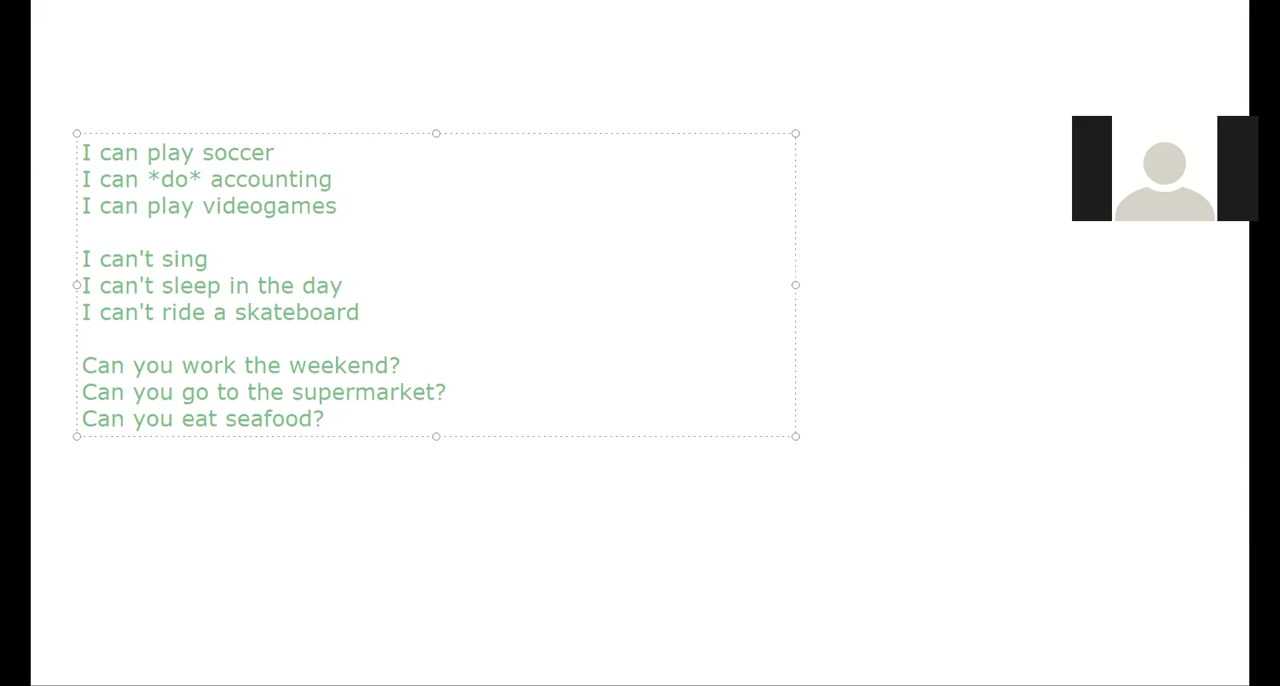 I can play soccer
I can *do* accounting
I can play videogames
I can't sing
I can't sleep in the day
I can't ride a skateboard
Can you work the weekend?
Can you go to the supermarket?
Can you eat seafood?